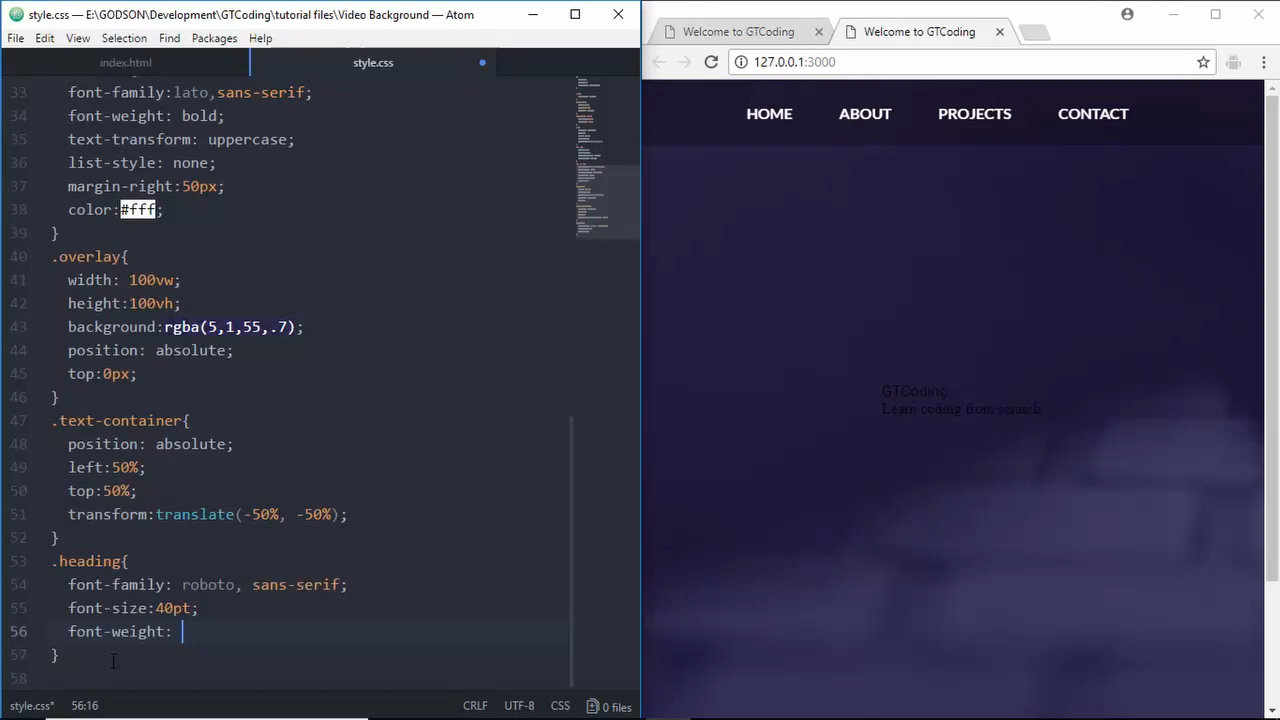 style.css — E:\GODSON\Development\GTCoding\tutorial files\Video Background — Atom
File Edit View Selection Find Packages Help
index.html style.css
33 font-family:lato,sans-serif;
34 font-weight: bold;
35 text-transform: uppercase;
36 list-style: none;
37 margin-right:50px;
38 color:#fff;
39 }
40 .overlay{
41 width: 100vw;
42 height:100vh;
43 background:rgba(5,1,55,.7);
44 position: absolute;
45 top:0px;
46 }
47 .text-container{
48 position: absolute;
49 left:50%;
50 top:50%;
51 transform:translate(-50%, -50%);
52 }
53 .heading{
54 font-family: roboto, sans-serif;
55 font-size:40pt;
56 font-weight:
57 }
58
style.css* 56:16 CRLF UTF-8 CSS 0 files
Welcome to GTCoding Welcome to GTCoding
127.0.0.1:3000
HOME ABOUT PROJECTS CONTACT
GTCoding
Learn coding from scratch